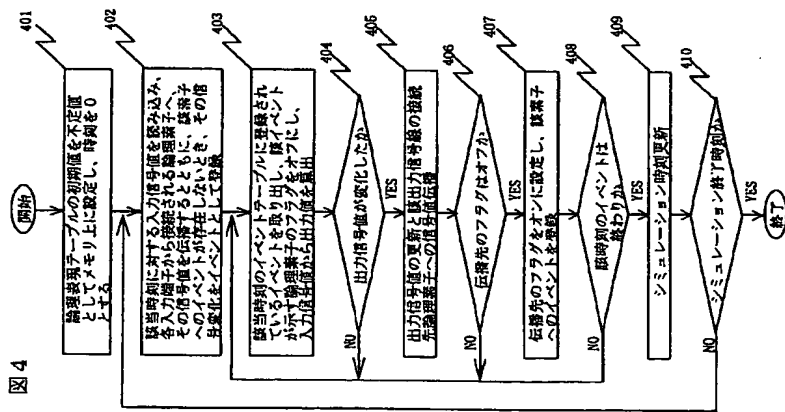 図4
開始
401
論理表現テーブルの初期値を不定値
としてメモリ上に設定し、時刻を0
とする
402
該当時刻に対する入力信号値を読み込み、
各入力端子から接続される論理素子へ
その信号値を伝播するとともに、該素子
へのイベントが存在しないとき、その信
号変化をイベントとして登録
403
該当時刻のイベントテーブルに登録され
ているイベントを取り出し、該イベント
が示す論理素子のフラグをオフにし、
入力信号値から出力値を算出
404
出力信号値が変化したか
NO
YES
405
出力信号値の更新と該出力信号線の接続
先論理素子への信号値伝播
406
伝播先のフラグはオフか
NO
YES
407
伝播先のフラグをオンに設定し、該素子
へのイベントを登録
408
該時刻のイベントは
終わりか
NO
YES
409
シミュレーション時刻更新
410
シミュレーション終了時刻か
NO
YES
終了